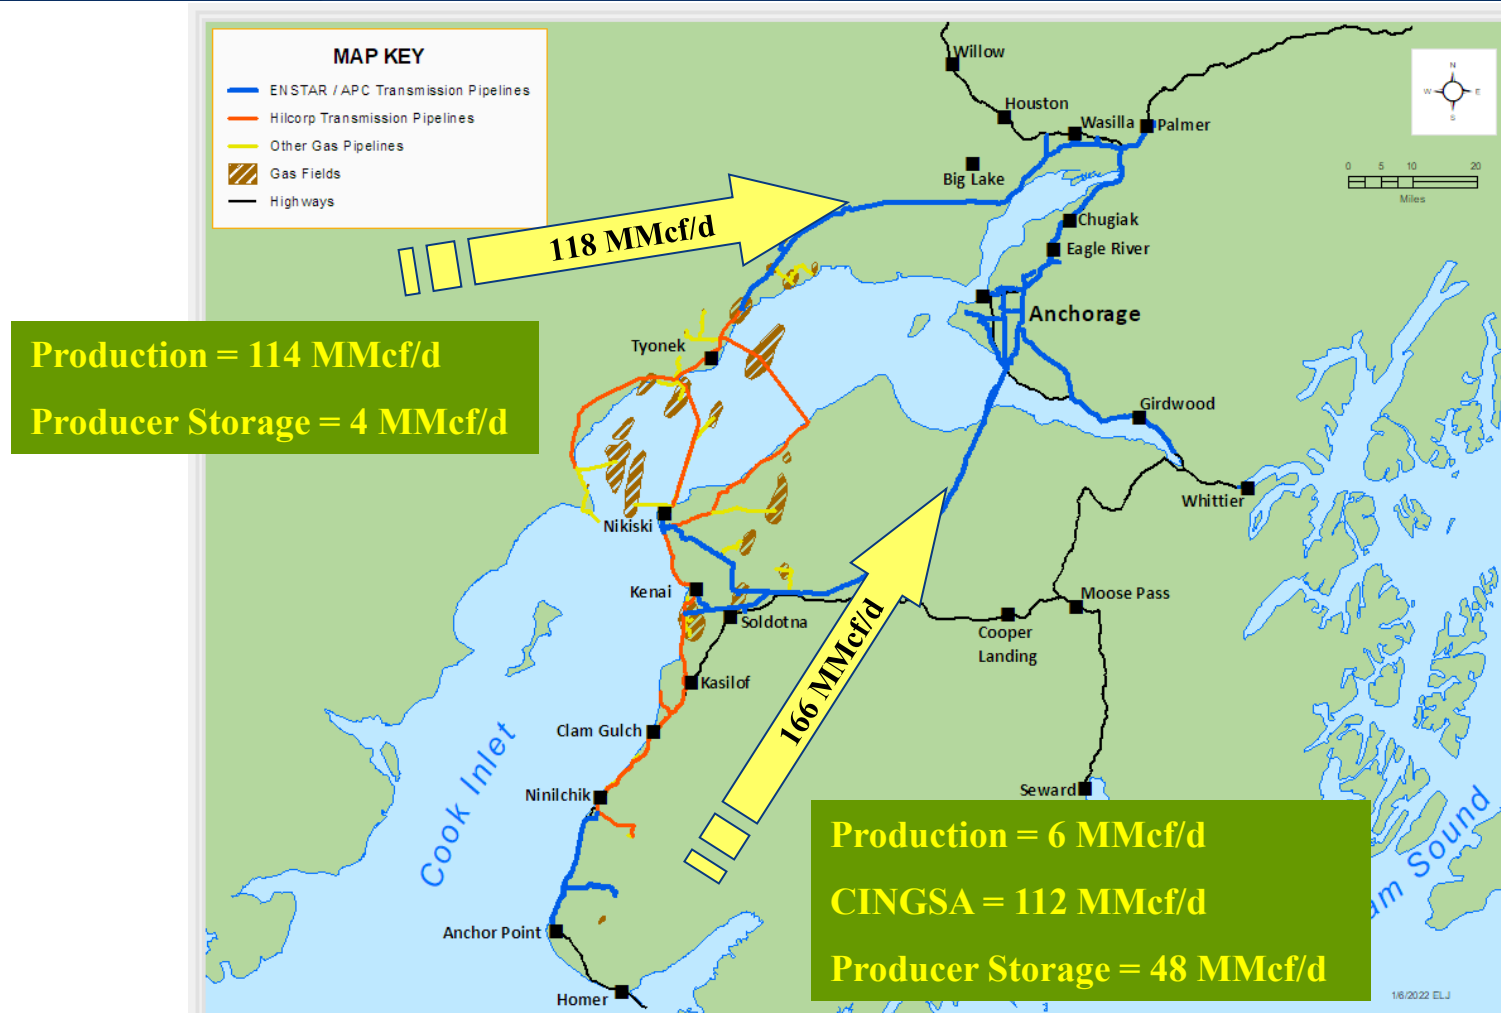 MAP KEY
ENSTAR / APC Transmission Pipelines
Hilcorp Transmission Pipelines
Other Gas Pipelines
Gas Fields
Highways
Willow
Houston
Wasilla
Palmer
Big Lake
N
W
E
S
0 5 10 20
Miles
118 MMcf/d
Chugiak
Eagle River
Anchorage
Production = 114 MMcf/d
Producer Storage = 4 MMcf/d
Tyonek
Girdwood
Whittier
Nikiski
Kenai
Soldotna
Moose Pass
Cooper
Landing
166 MMcf/d
Kasilof
Clam Gulch
Cook Inlet
Ninilchik
Seward
Production = 6 MMcf/d
CINGSA = 112 MMcf/d
Producer Storage = 48 MMcf/d
am Sound
Anchor Point
Homer
1/6/2022 ELJ